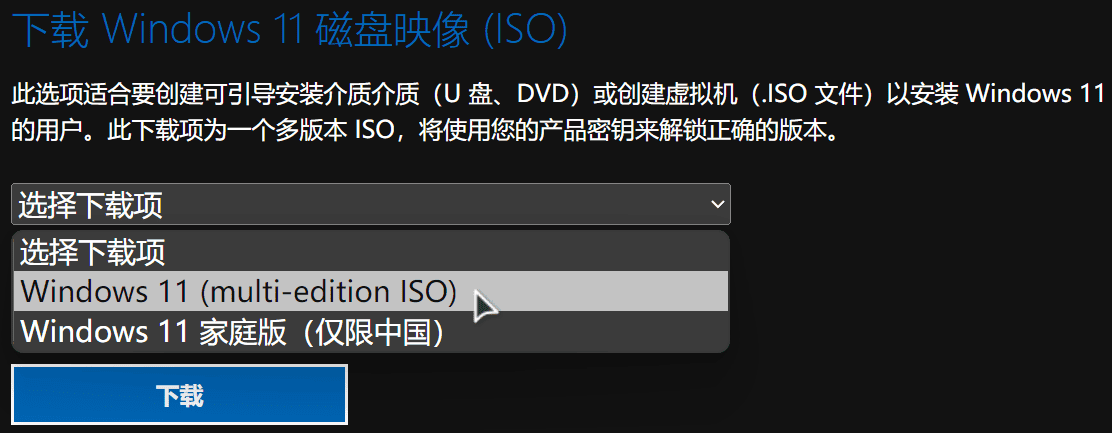 下载 Windows 11 磁盘映像 (ISO)
此选项适合要创建可引导安装介质介质（U 盘、DVD）或创建虚拟机（.ISO 文件）以安装 Windows 11
的用户。此下载项为一个多版本 ISO，将使用您的产品密钥来解锁正确的版本。
选择下载项
选择下载项
Windows 11 (multi-edition ISO)
Windows 11 家庭版（仅限中国）
下载